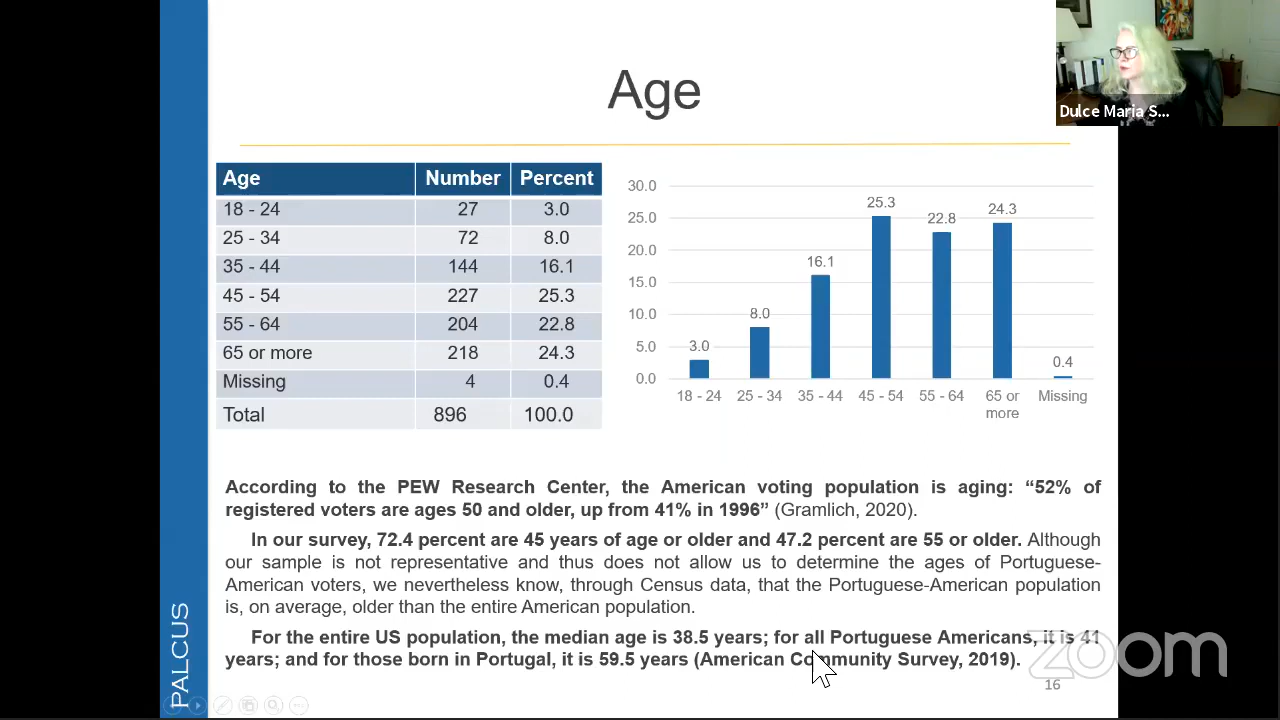 Age
Dulce Maria S...
Age Number Percent
18 - 24 27 3.0
25 - 34 72 8.0
35 - 44 144 16.1
45 - 54 227 25.3
55 - 64 204 22.8
65 or more 218 24.3
Missing 4 0.4
Total 896 100.0
30.0
25.0
20.0
15.0
10.0
5.0
0.0
3.0
8.0
16.1
25.3
22.8
24.3
0.4
18 - 24 25 - 34 35 - 44 45 - 54 55 - 64 65 or Missing
more
According to the PEW Research Center, the American voting population is aging: “52% of
registered voters are ages 50 and older, up from 41% in 1996” (Gramlich, 2020).
In our survey, 72.4 percent are 45 years of age or older and 47.2 percent are 55 or older. Although
our sample is not representative and thus does not allow us to determine the ages of Portuguese-
American voters, we nevertheless know, through Census data, that the Portuguese-American population
is, on average, older than the entire American population.
For the entire US population, the median age is 38.5 years; for all Portuguese Americans, it is 41
years; and for those born in Portugal, it is 59.5 years (American Community Survey, 2019).
zoom
16
PALCUS